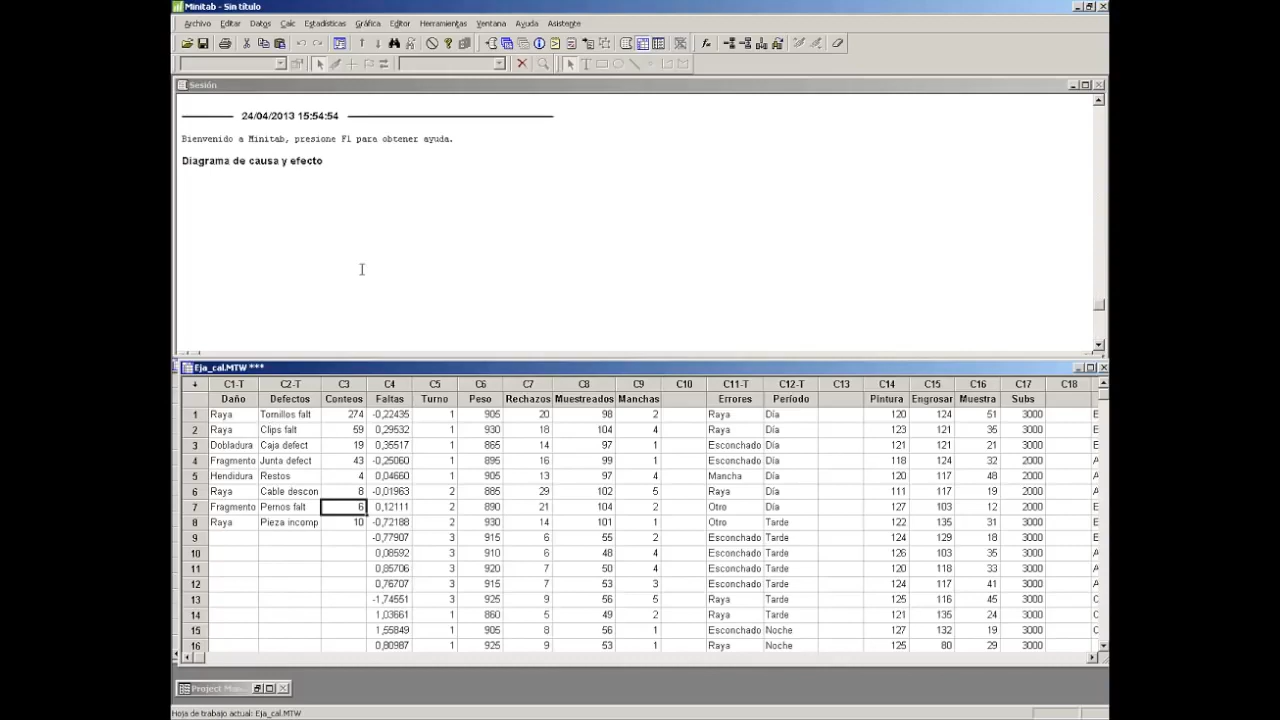 Minitab - Sin título
Archivo Editar Datos Calc Estadísticas Gráfica Editor Herramientas Ventana Ayuda Asistente
Sesión
24/04/2013 15:54:54
Bienvenido a Minitab, presione F1 para obtener ayuda.
Diagrama de causa y efecto
Eja_cal.MTW ***
C1-T C2-T C3 C4 C5 C6 C7 C8 C9 C10 C11-T C12-T C13 C14 C15 C16 C17 C18
Daño Defectos Conteos Faltas Turno Peso Rechazos Muestreados Manchas Errores Período Pintura Engrosar Muestra Subs
1 Raya Tornillos falt 274 -0,22435 1 905 20 98 2 Raya Día 120 124 51 3000
2 Raya Clips falt 59 0,29532 1 930 18 104 4 Raya Día 123 121 35 3000
3 Dobladura Caja defect 19 0,35517 1 865 14 97 1 Esconchado Día 121 121 21 3000
4 Fragmento Junta defect 43 -0,25060 1 895 16 99 1 Esconchado Día 118 124 32 2000
5 Hendidura Restos 4 0,04660 1 905 13 97 4 Mancha Día 120 117 48 2000
6 Raya Cable descon 8 -0,01963 2 885 29 102 5 Raya Día 111 117 19 2000
7 Fragmento Pernos falt 6 0,12111 2 890 21 104 2 Otro Día 127 103 12 2000
8 Raya Pieza incomp 10 -0,72188 2 930 14 101 1 Otro Tarde 122 135 31 3000
9 -0,77907 3 915 6 55 2 Esconchado Tarde 124 129 18 3000
10 0,08592 3 910 6 48 4 Esconchado Tarde 126 103 35 3000
11 0,85706 3 920 7 50 4 Esconchado Tarde 120 118 33 3000
12 0,76707 3 915 7 53 3 Esconchado Tarde 124 117 41 3000
13 -1,74551 3 925 9 56 5 Raya Tarde 125 116 45 3000
14 1,03661 1 860 5 49 2 Raya Tarde 121 135 24 3000
15 1,55849 1 905 8 56 1 Esconchado Noche 127 132 19 3000
16 0,80987 1 925 9 53 1 Raya Noche 125 80 29 3000
Project Man...
Hoja de trabajo actual: Eja_cal.MTW